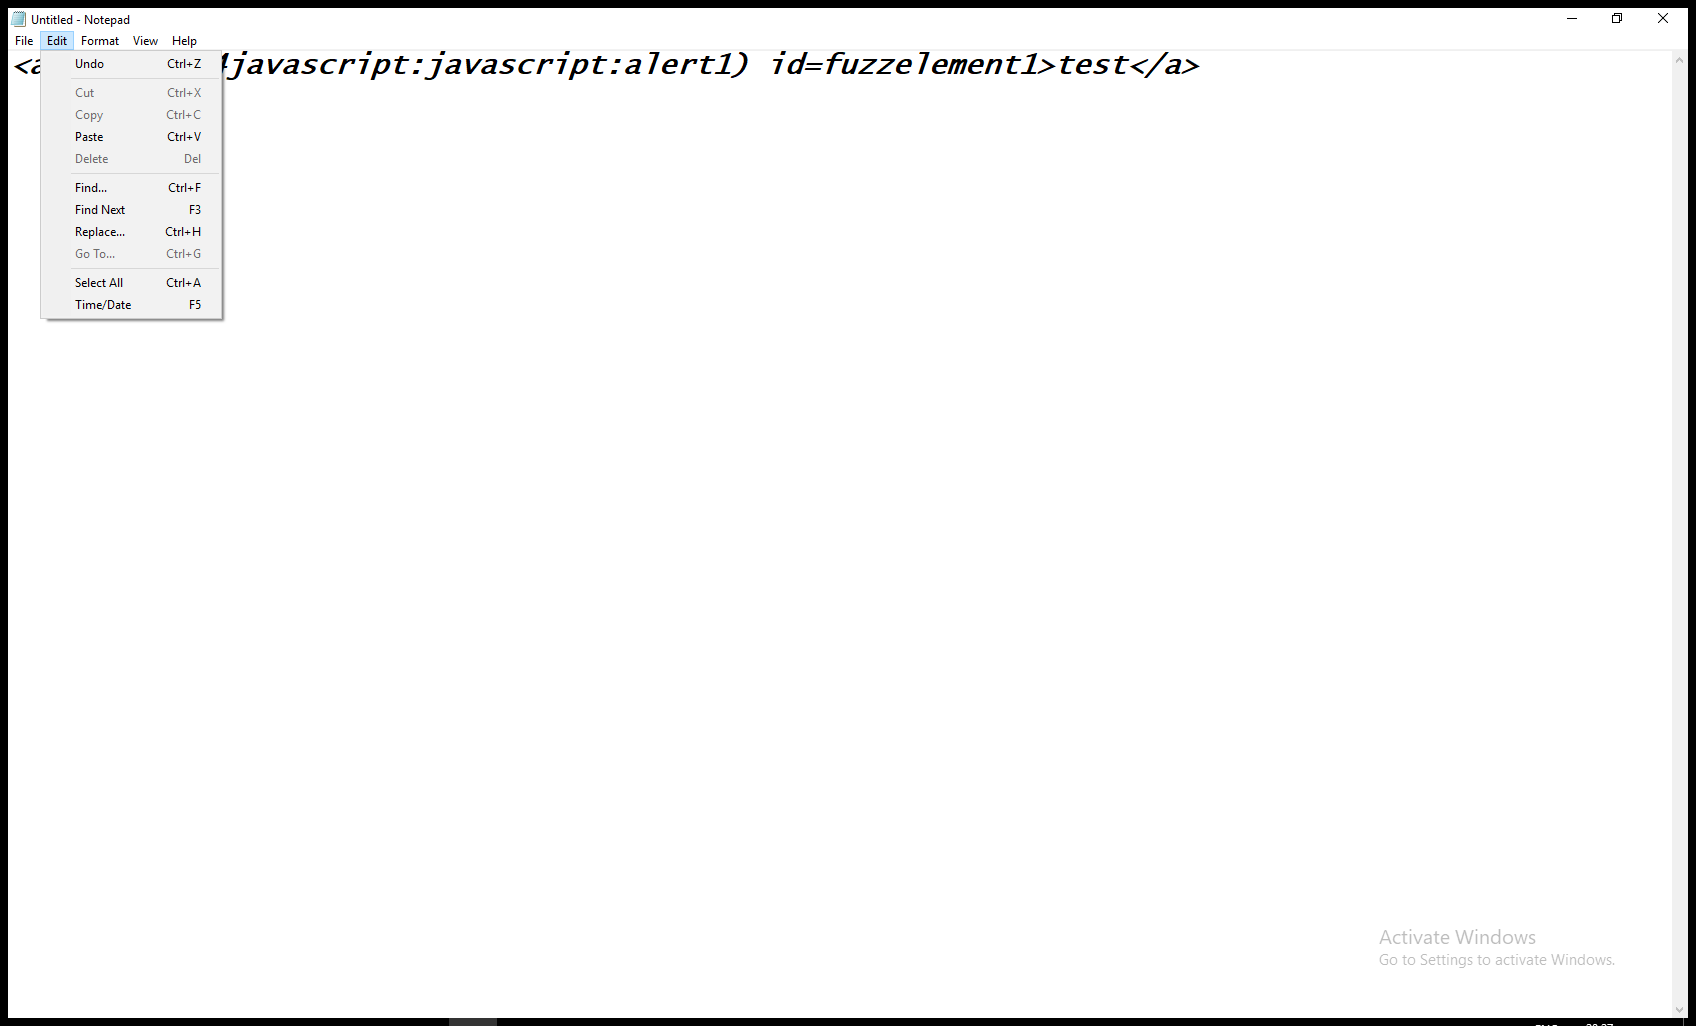 Untitled - Notepad
File Edit Format View Help
4javascript:javascript:alert1) id=fuzzelement1>test</a>
Undo Ctrl+Z
Cut Ctrl+X
Copy Ctrl+C
Paste Ctrl+V
Delete Del
Find... Ctrl+F
Find Next F3
Replace... Ctrl+H
Go To... Ctrl+G
Select All Ctrl+A
Time/Date F5
Activate Windows
Go to Settings to activate Windows.